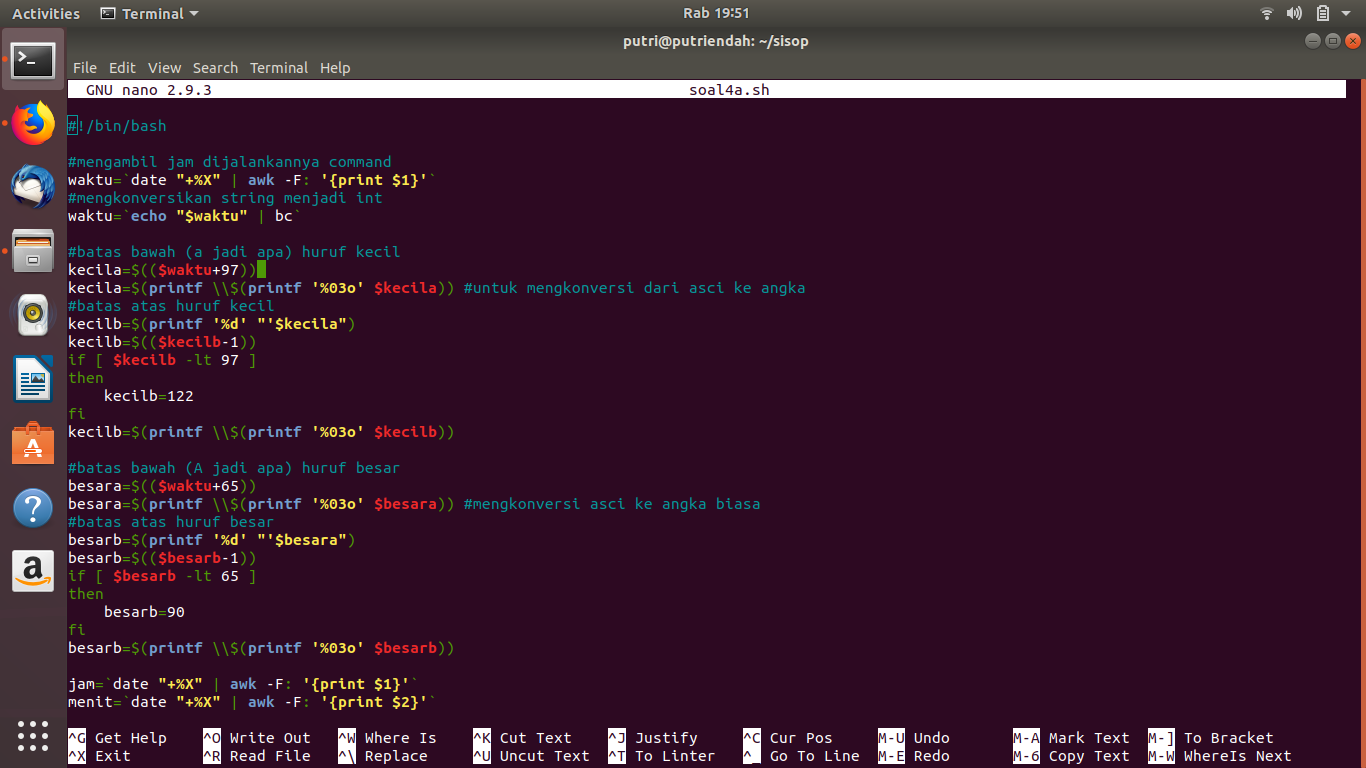 Activities Terminal Rab 19:51
putri@putriendah: ~/sisop
File Edit View Search Terminal Help
GNU nano 2.9.3 soal4a.sh
#!/bin/bash
#mengambil jam dijalankannya command
waktu=`date "+%X" | awk -F: '{print $1}'`
#mengkonversikan string menjadi int
waktu=`echo "$waktu" | bc`
#batas bawah (a jadi apa) huruf kecil
kecila=$(($waktu+97))
kecila=$(printf \\$(printf '%03o' $kecila)) #untuk mengkonversi dari asci ke angka
#batas atas huruf kecil
kecilb=$(printf '%d' "'$kecila")
kecilb=$(($kecilb-1))
if [ $kecilb -lt 97 ]
then
    kecilb=122
fi
kecilb=$(printf \\$(printf '%03o' $kecilb))
#batas bawah (A jadi apa) huruf besar
besara=$(($waktu+65))
besara=$(printf \\$(printf '%03o' $besara)) #mengkonversi asci ke angka biasa
#batas atas huruf besar
besarb=$(printf '%d' "'$besara")
besarb=$(($besarb-1))
if [ $besarb -lt 65 ]
then
    besarb=90
fi
besarb=$(printf \\$(printf '%03o' $besarb))
jam=`date "+%X" | awk -F: '{print $1}'`
menit=`date "+%X" | awk -F: '{print $2}'`
^G Get Help ^O Write Out ^W Where Is ^K Cut Text ^J Justify ^C Cur Pos M-U Undo M-A Mark Text M-] To Bracket
^X Exit ^R Read File ^\ Replace ^U Uncut Text ^T To Linter ^_ Go To Line M-E Redo M-6 Copy Text M-W WhereIs Next